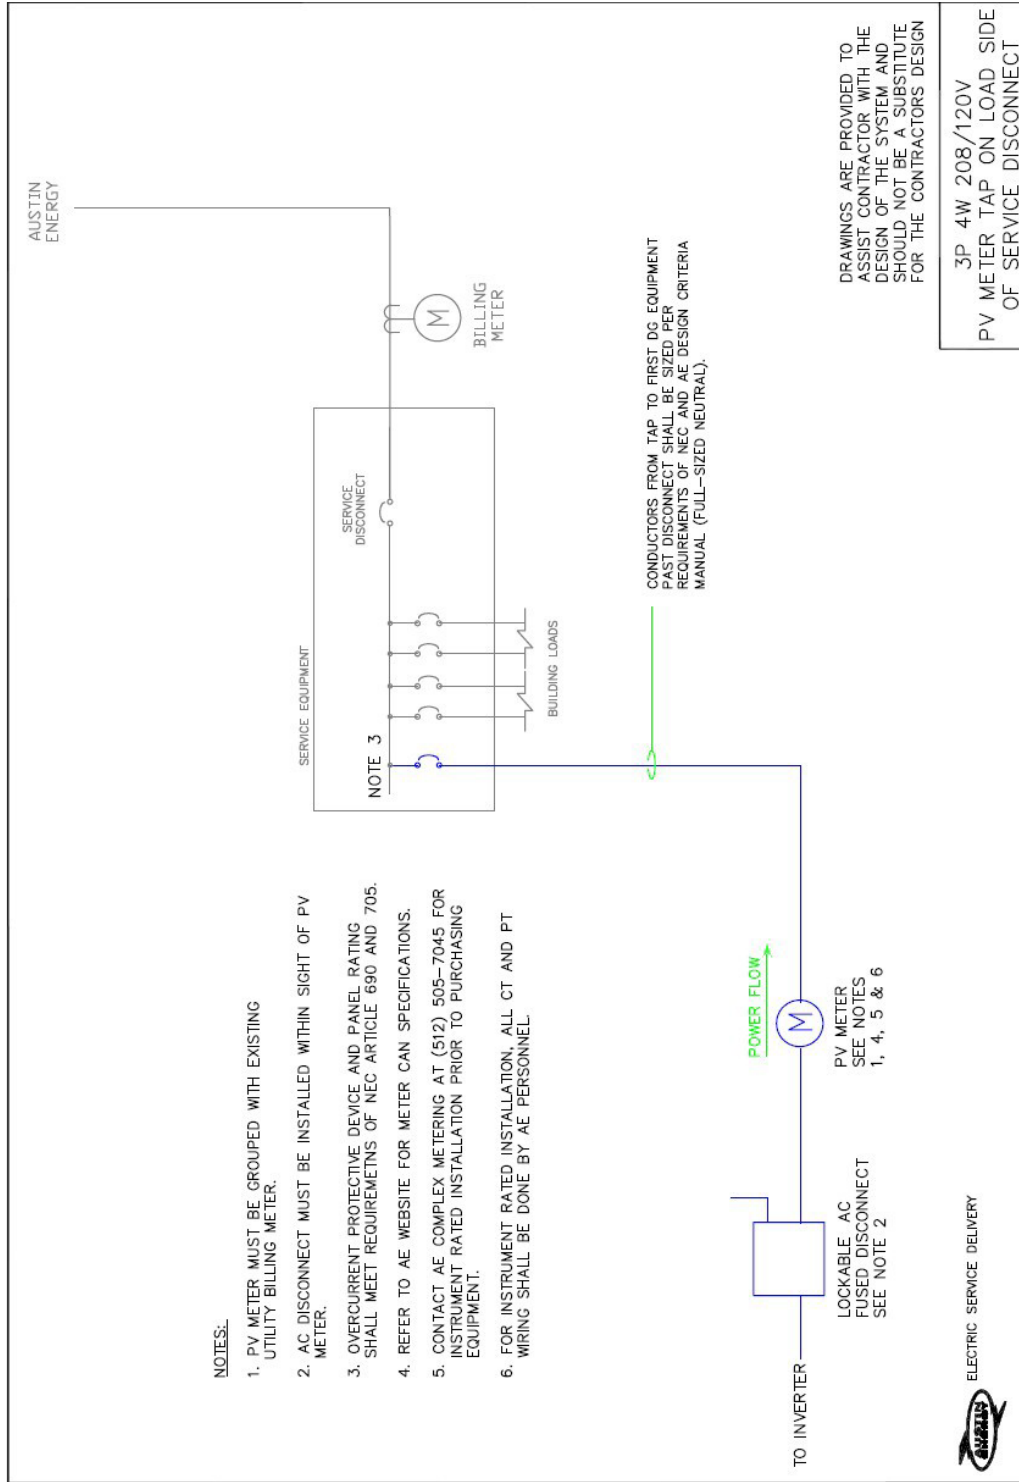 AUSTIN
ENERGY
BILLING
METER
M
SERVICE
DISCONNECT
SERVICE EQUIPMENT
NOTE 3
BUILDING LOADS
CONDUCTORS FROM TAP TO FIRST DG EQUIPMENT
PAST DISCONNECT SHALL BE SIZED PER
REQUIREMENTS OF NEC AND AE DESIGN CRITERIA
MANUAL (FULL-SIZED NEUTRAL).
NOTES:
1. PV METER MUST BE GROUPED WITH EXISTING
UTILITY BILLING METER.
2. AC DISCONNECT MUST BE INSTALLED WITHIN SIGHT OF PV
METER.
3. OVERCURRENT PROTECTIVE DEVICE AND PANEL RATING
SHALL MEET REQUIREMETNS OF NEC ARTICLE 690 AND 705.
4. REFER TO AE WEBSITE FOR METER CAN SPECIFICATIONS.
5. CONTACT AE COMPLEX METERING AT (512) 505-7045 FOR
INSTRUMENT RATED INSTALLATION PRIOR TO PURCHASING
EQUIPMENT.
6. FOR INSTRUMENT RATED INSTALLATION, ALL CT AND PT
WIRING SHALL BE DONE BY AE PERSONNEL.
POWER FLOW
M
PV METER
SEE NOTES
1, 4, 5 & 6
LOCKABLE AC
FUSED DISCONNECT
SEE NOTE 2
TO INVERTER
DRAWINGS ARE PROVIDED TO
ASSIST CONTRACTOR WITH THE
DESIGN OF THE SYSTEM AND
SHOULD NOT BE A SUBSTITUTE
FOR THE CONTRACTORS DESIGN
3P 4W 208/120V
PV METER TAP ON LOAD SIDE
OF SERVICE DISCONNECT
AUSTIN
ENERGY
ELECTRIC SERVICE DELIVERY